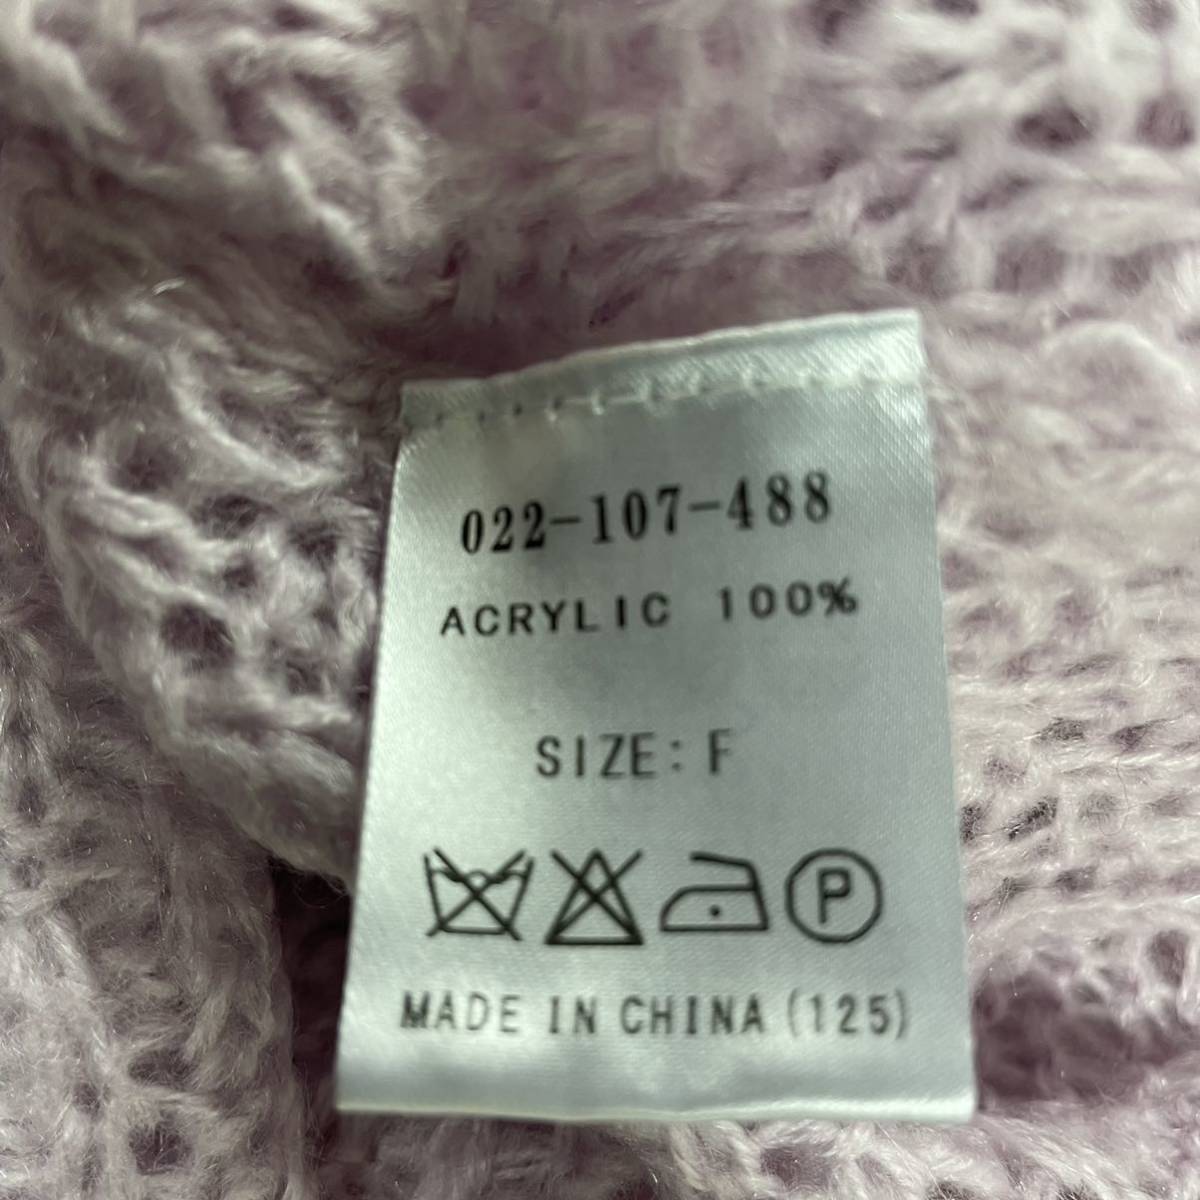 022-107-488
ACRYLIC 100%
SIZE: F
P
MADE IN CHINA (125)